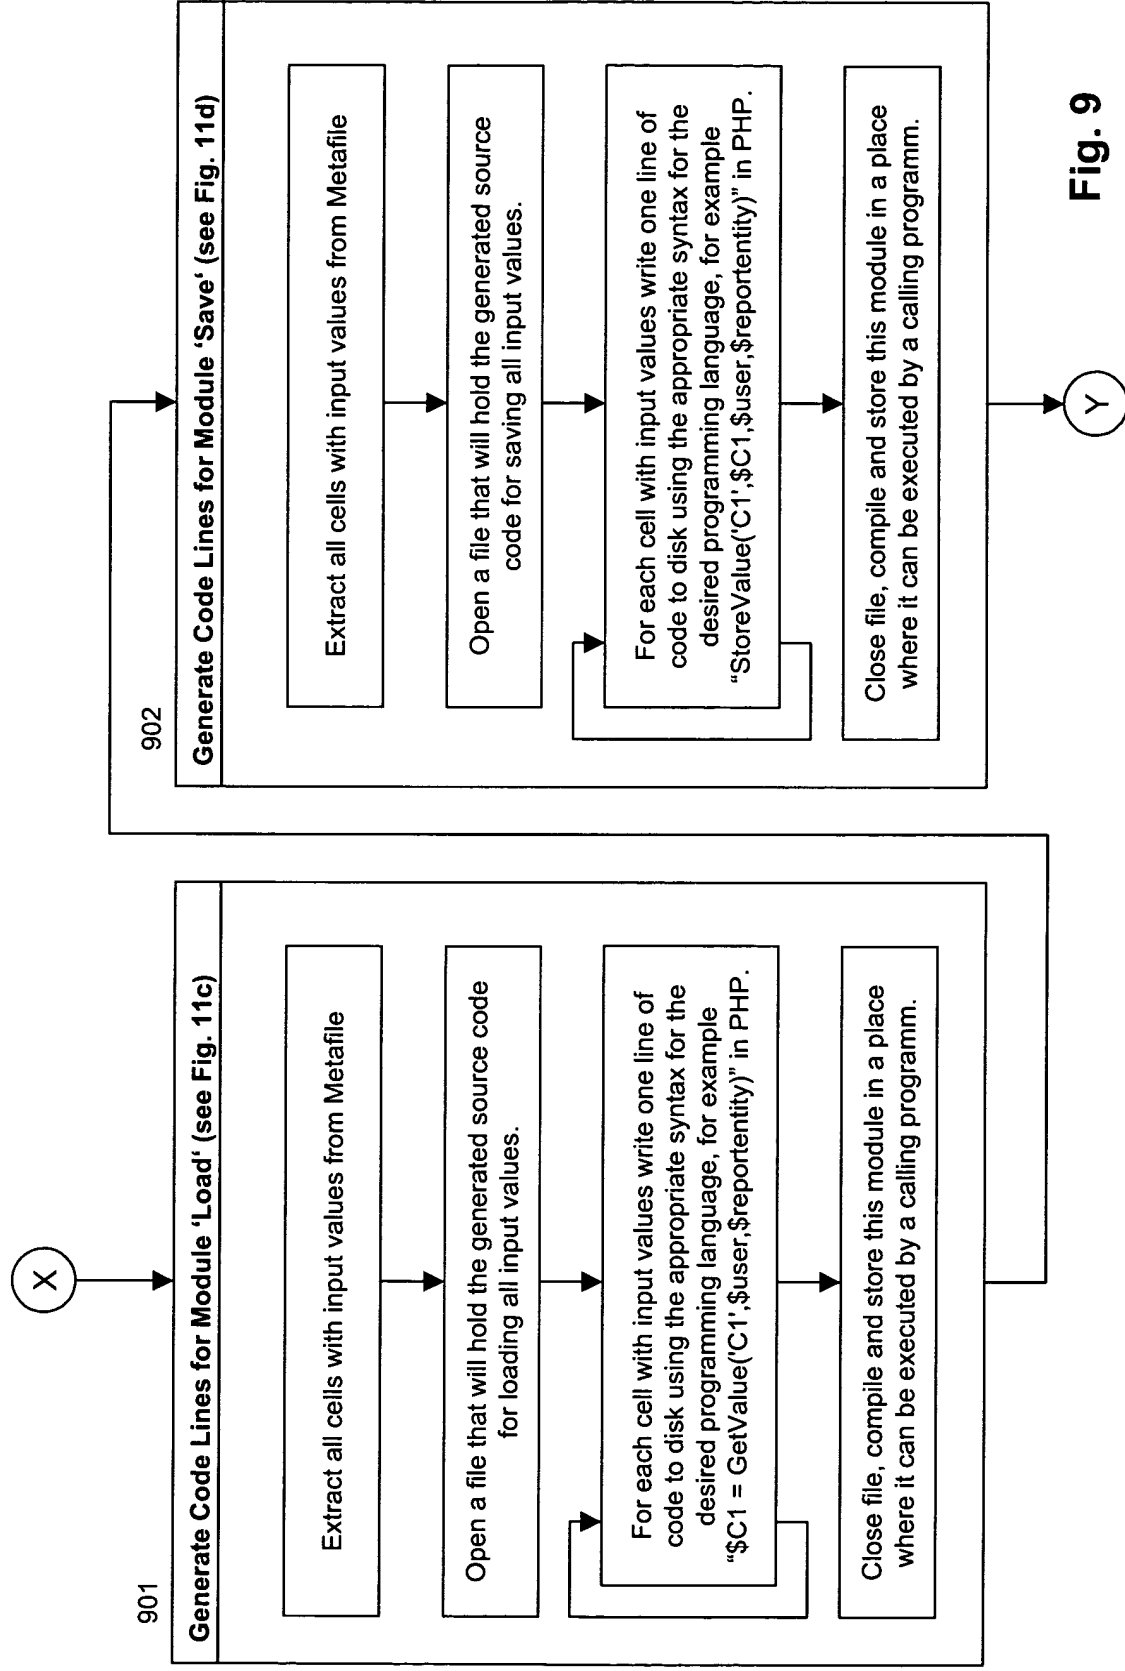 X
901
Generate Code Lines for Module ‘Load‘ (see Fig. 11c)
Extract all cells with input values from Metafile
Open a file that will hold the generated source code
for loading all input values.
For each cell with input values write one line of
code to disk using the appropriate syntax for the
desired programming language, for example
“$C1 = GetValue('C1',$user,$reportentity)” in PHP.
Close file, compile and store this module in a place
where it can be executed by a calling programm.
902
Generate Code Lines for Module ‘Save‘ (see Fig. 11d)
Extract all cells with input values from Metafile
Open a file that will hold the generated source
code for saving all input values.
For each cell with input values write one line of
code to disk using the appropriate syntax for the
desired programming language, for example
“StoreValue('C1',$C1,$user,$reportentity)” in PHP.
Close file, compile and store this module in a place
where it can be executed by a calling programm.
Y
Fig. 9